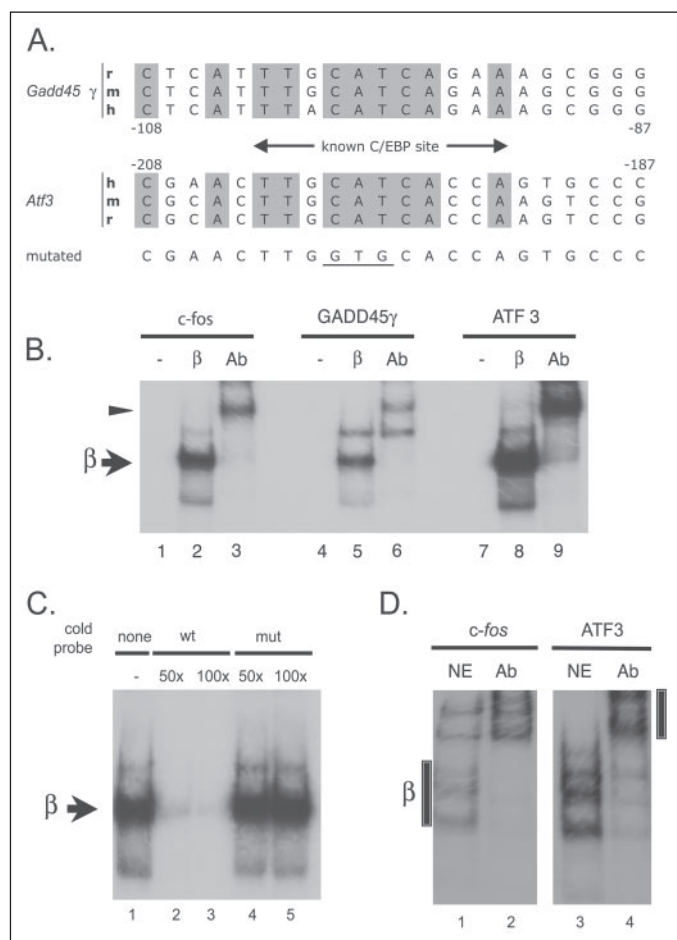 A.
r C T C A T T T G C A T C A G A A A G C G G G
Gadd45 γ m C T C A T T T G C A T C A G A A A G C G G G
h C T C A T T T A C A T C A G A A A G C G G G
-108 -87
known C/EBP site
-208 -187
h C G A A C T T G C A T C A C C A G T G C C C
Atf3 m C G C A C T T G C A T C A C C A A G T C C G
r C G C A C T T G C A T C A C C A A G T C C G
mutated C G A A C T T G G T G C A C C A G T G C C C
B.
c-fos GADD45γ ATF 3
- β Ab - β Ab - β Ab
β
1 2 3 4 5 6 7 8 9
C.
cold probe none wt mut
- 50x 100x 50x 100x
β
1 2 3 4 5
D.
c-fos ATF3
NE Ab NE Ab
β
1 2 3 4